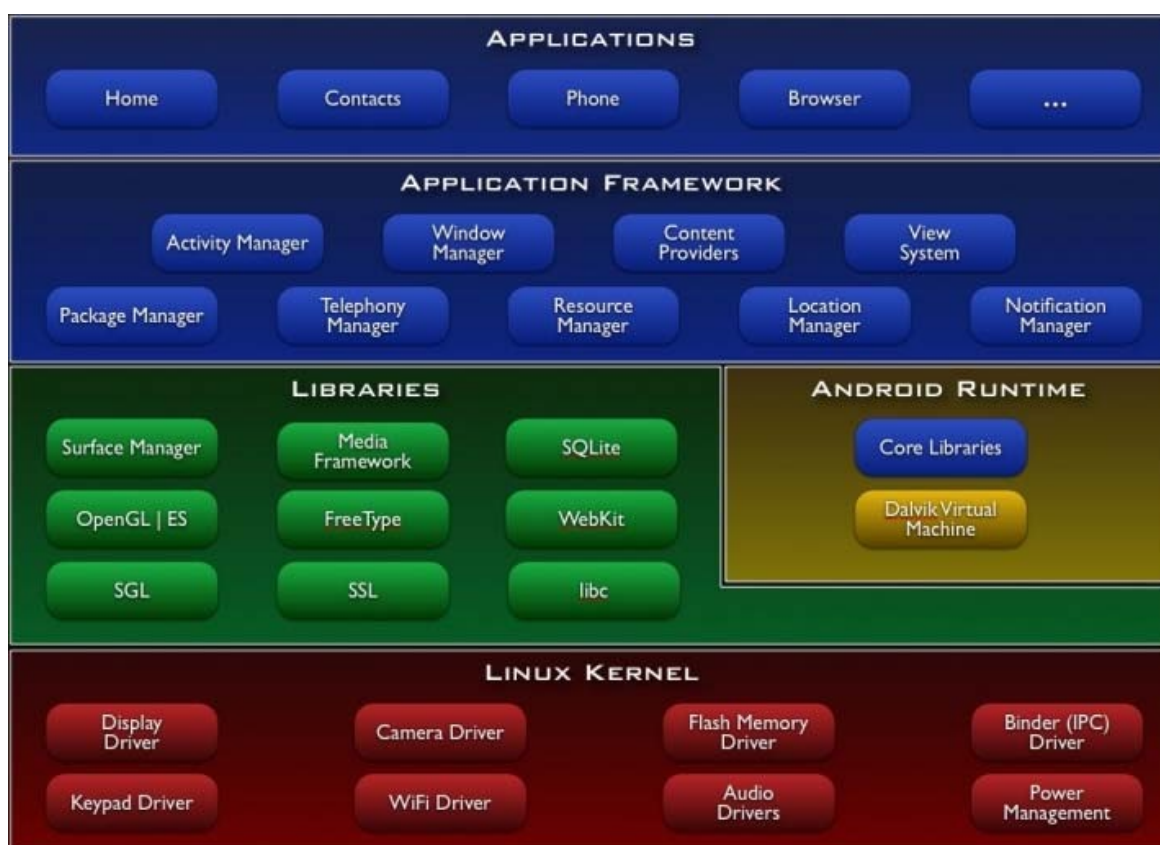 APPLICATIONS
Home
Contacts
Phone
Browser
...
APPLICATION FRAMEWORK
Activity Manager
Window
Manager
Content
Providers
View
System
Package Manager
Telephony
Manager
Resource
Manager
Location
Manager
Notification
Manager
LIBRARIES
Surface Manager
Media
Framework
SQLite
OpenGL | ES
FreeType
WebKit
SGL
SSL
libc
ANDROID RUNTIME
Core Libraries
Dalvik Virtual
Machine
LINUX KERNEL
Display
Driver
Camera Driver
Flash Memory
Driver
Binder (IPC)
Driver
Keypad Driver
WiFi Driver
Audio
Drivers
Power
Management